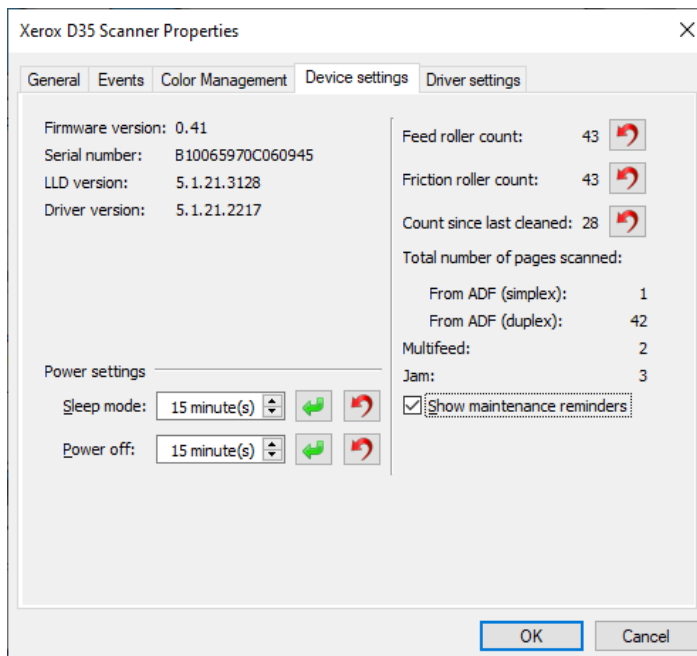 Xerox D35 Scanner Properties
General Events Color Management Device settings Driver settings
Firmware version: 0.41
Serial number: B10065970C060945
LLD version: 5.1.21.3128
Driver version: 5.1.21.2217
Power settings
Sleep mode: 15 minute(s)
Power off: 15 minute(s)
Feed roller count: 43
Friction roller count: 43
Count since last cleaned: 28
Total number of pages scanned:
From ADF (simplex): 1
From ADF (duplex): 42
Multifeed: 2
Jam: 3
Show maintenance reminders
OK Cancel